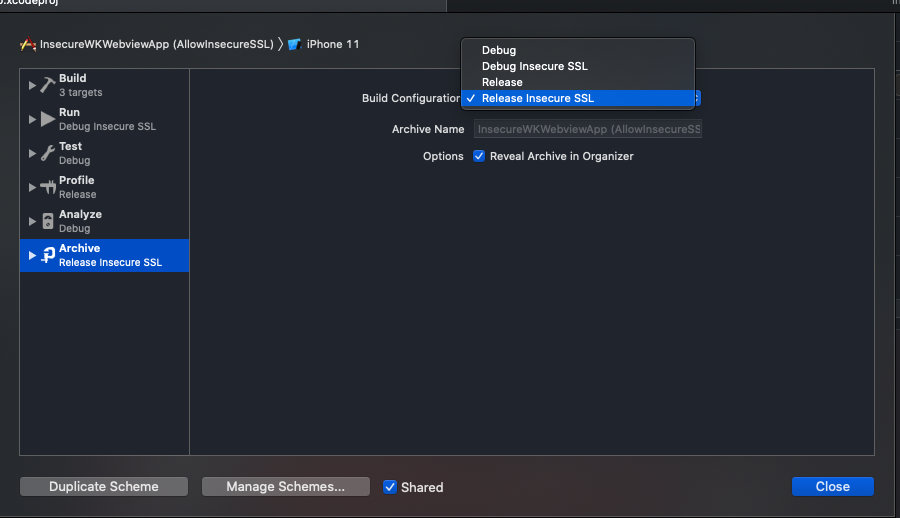 InsecureWKWebviewApp (AllowInsecureSSL) iPhone 11
Build
3 targets
Run
Debug Insecure SSL
Test
Debug
Profile
Release
Analyze
Debug
Archive
Release Insecure SSL
Debug
Debug Insecure SSL
Release
Build Configuration ✓ Release Insecure SSL
Archive Name InsecureWKWebviewApp (AllowInsecureSS
Options Reveal Archive in Organizer
Duplicate Scheme Manage Schemes... Shared Close